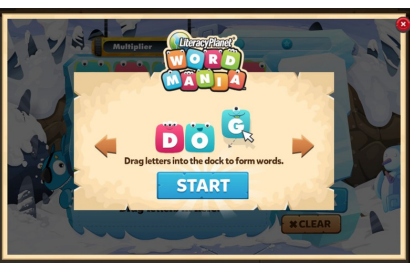 Multiplier
LiteracyPlanet
WORD
MANIA
D O G
Drag letters into the dock to form words.
START
CLEAR